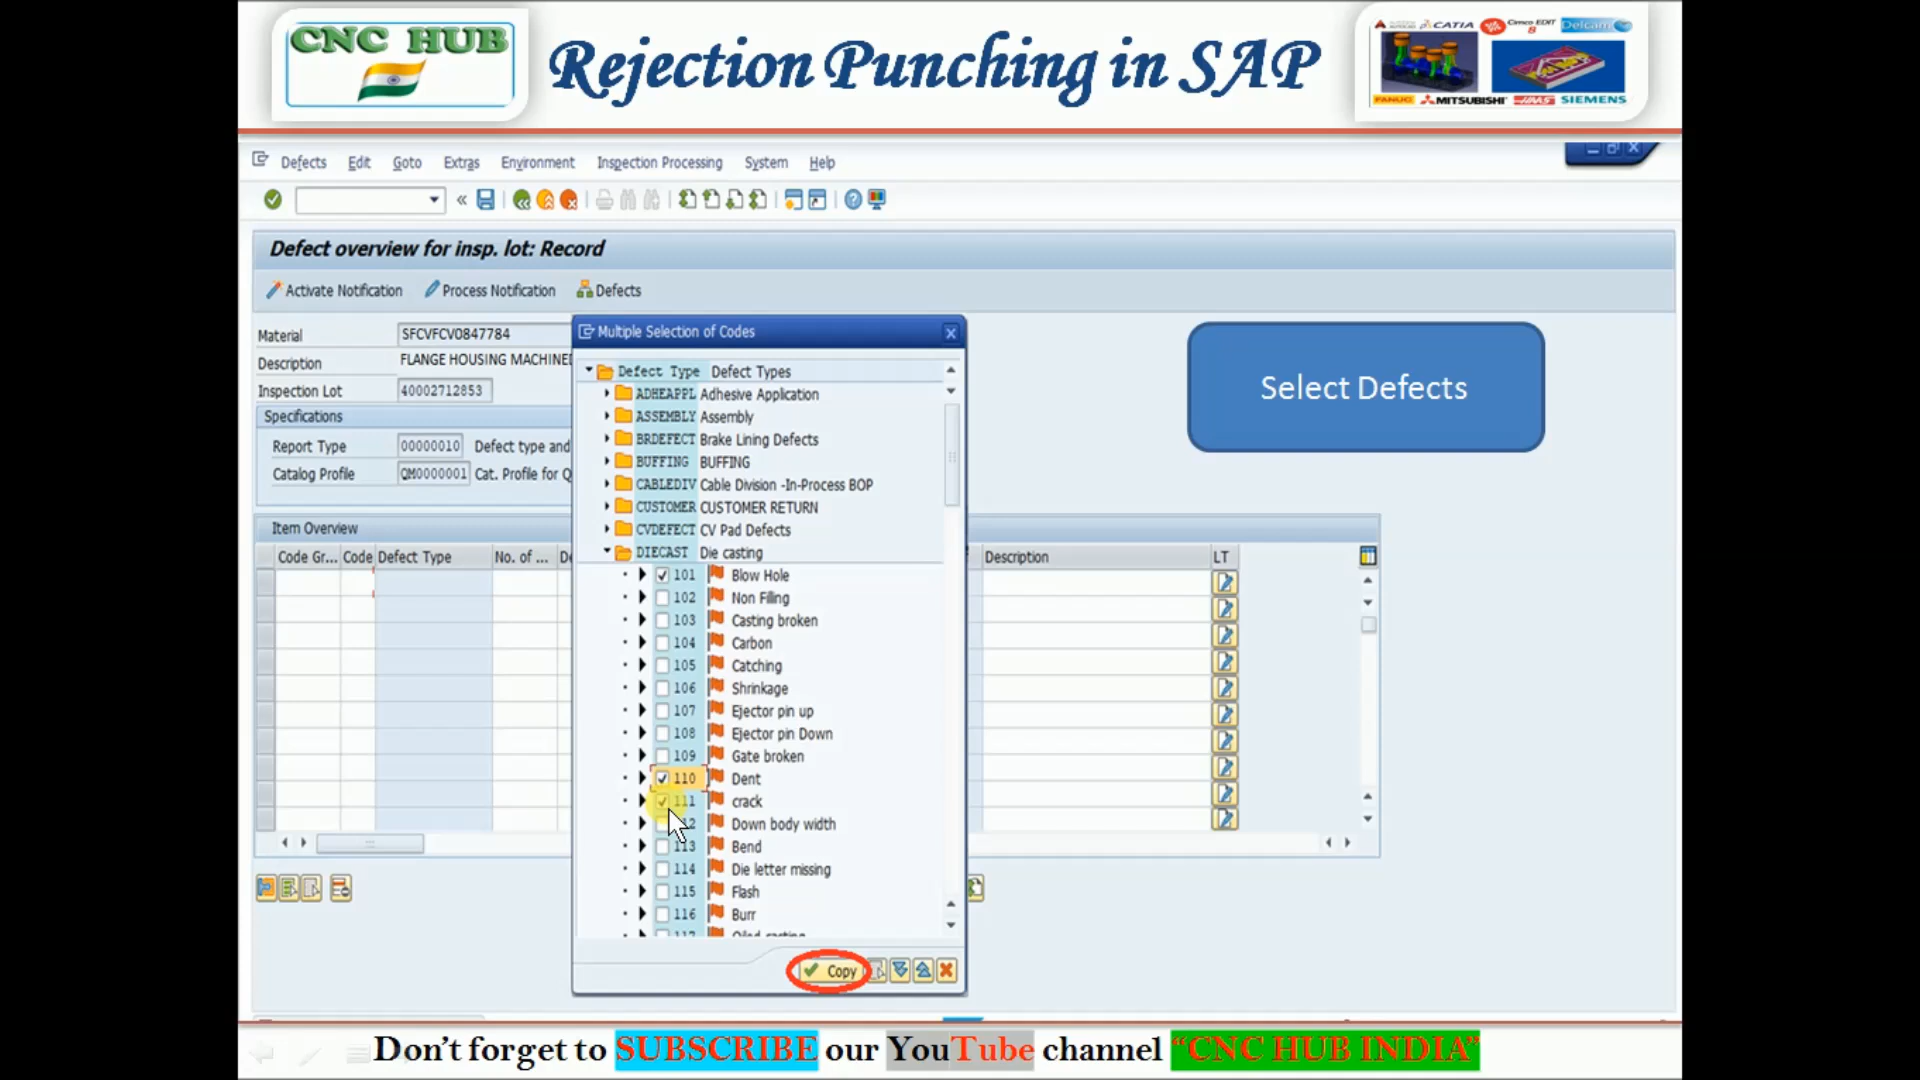 CNC HUB
Rejection Punching in SAP
CATIA Cimco EDIT 8 Delcam
FANUC MITSUBISHI HAAS SIEMENS
Defects Edit Goto Extras Environment Inspection Processing System Help
Defect overview for insp. lot: Record
Activate Notification Process Notification Defects
Material SFCVFCV0847784
Description FLANGE HOUSING MACHINED
Inspection Lot 40002712853
Specifications
Report Type 00000010 Defect type and
Catalog Profile QM0000001 Cat. Profile for Q
Item Overview
Code Gr... Code Defect Type No. of ... De Description LT
Multiple Selection of Codes
Defect Type Defect Types
ADHEAPPL Adhesive Application
ASSEMBLY Assembly
BRDEFECT Brake Lining Defects
BUFFING BUFFING
CABLEDIV Cable Division -In-Process BOP
CUSTOMER CUSTOMER RETURN
CVDEFECT CV Pad Defects
DIECAST Die casting
101 Blow Hole
102 Non Filing
103 Casting broken
104 Carbon
105 Catching
106 Shrinkage
107 Ejector pin up
108 Ejector pin Down
109 Gate broken
110 Dent
111 crack
Down body width
113 Bend
114 Die letter missing
115 Flash
116 Burr
Copy
Select Defects
Don't forget to SUBSCRIBE our YouTube channel "CNC HUB INDIA"